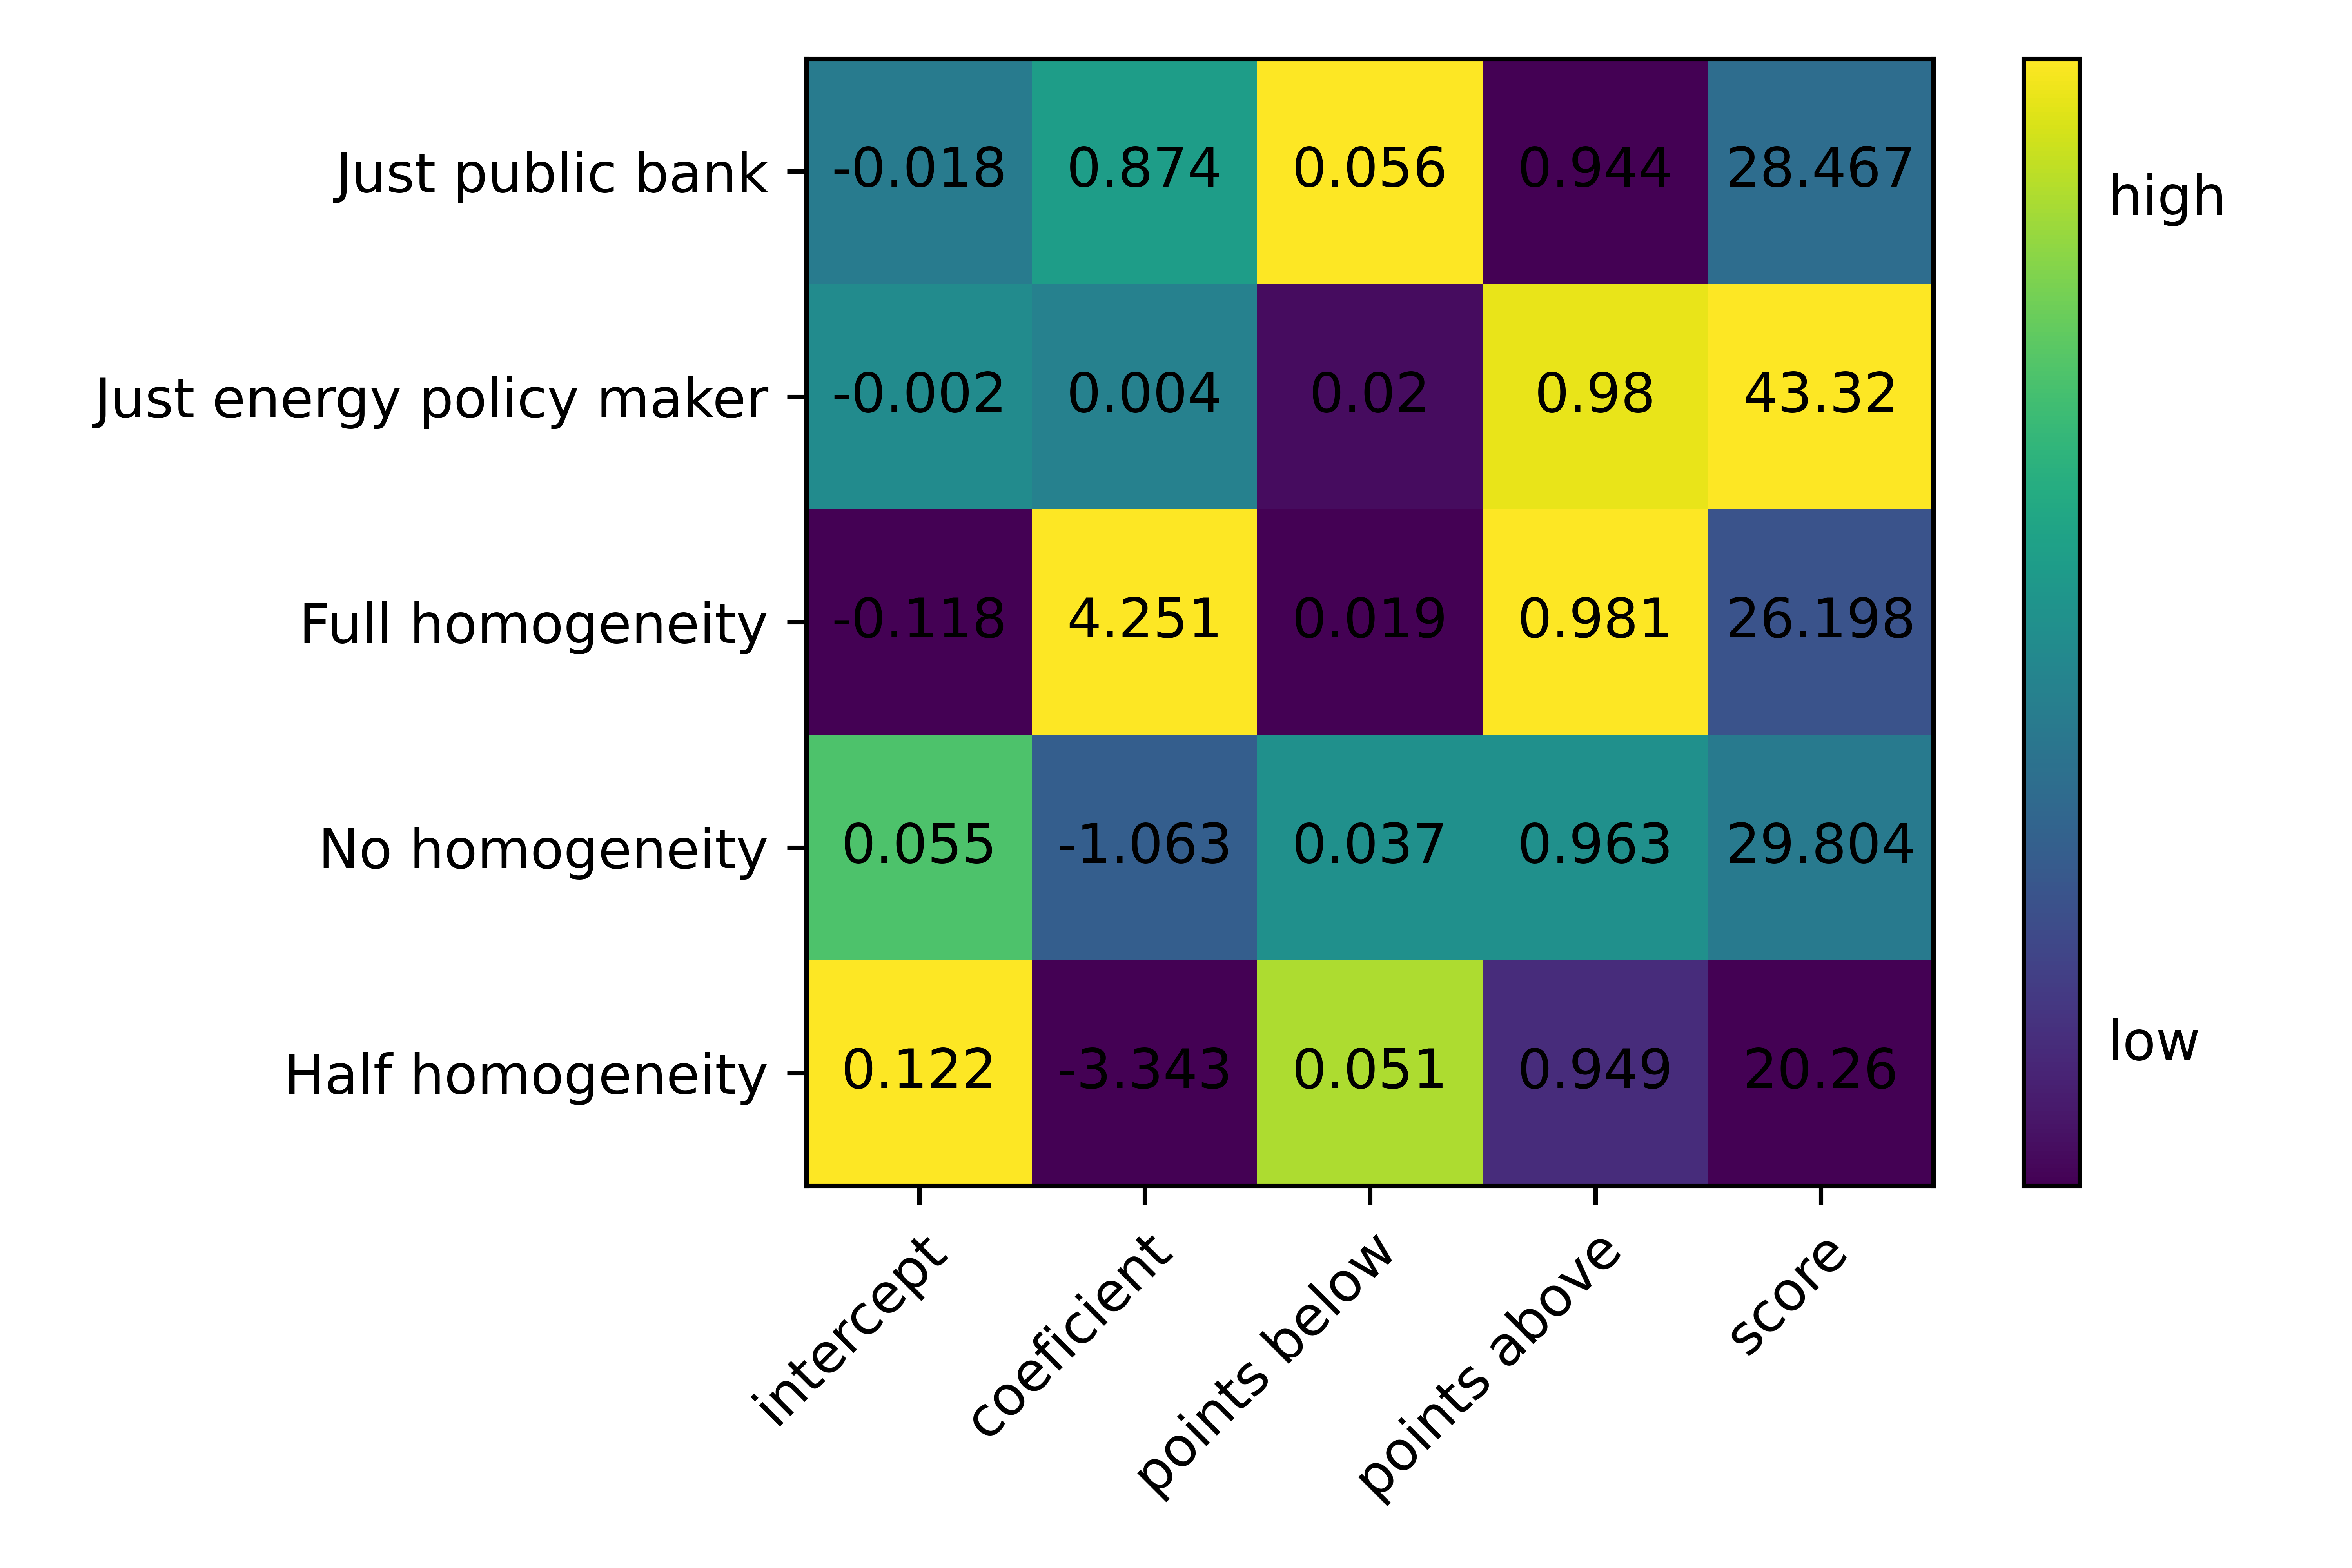 Just public bank -0.018 0.874 0.056 0.944 28.467
high
Just energy policy maker -0.002 0.004 0.02 0.98 43.32
Full homogeneity -0.118 4.251 0.019 0.981 26.198
No homogeneity 0.055 -1.063 0.037 0.963 29.804
low
Half homogeneity 0.122 -3.343 0.051 0.949 20.26
intercept
coeficient
points below
points above
score